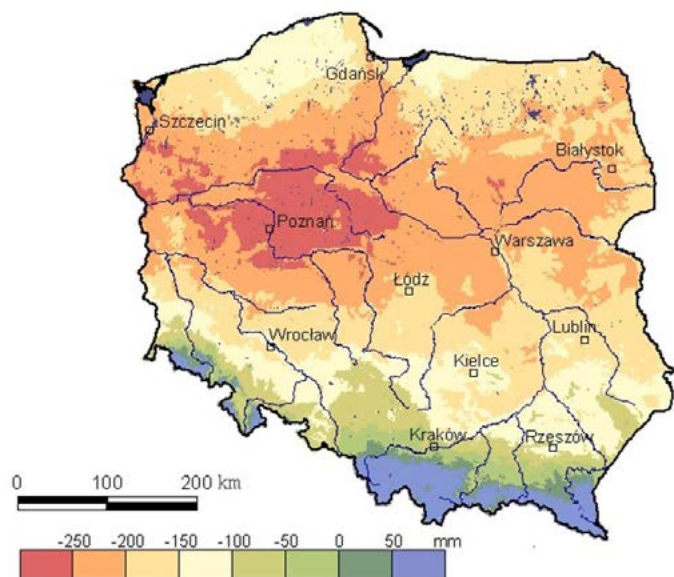 Gdańsk
Szczecin
Białystok
Poznań
Warszawa
Łódź
Wrocław
Lublin
Kielce
Kraków
Rzeszów
0 100 200 km
-250 -200 -150 -100 -50 0 50 mm